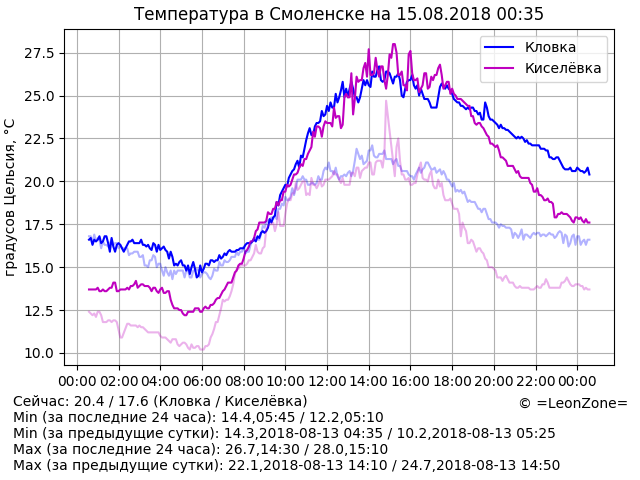 Температура в Смоленске на 15.08.2018 00:35
градусов Цельсия, °C
27.5
25.0
22.5
20.0
17.5
15.0
12.5
10.0
Кловка
Киселёвка
00:00 02:00 04:00 06:00 08:00 10:00 12:00 14:00 16:00 18:00 20:00 22:00 00:00
Сейчас: 20.4 / 17.6 (Кловка / Киселёвка)
© =LeonZone=
Min (за последние 24 часа): 14.4,05:45 / 12.2,05:10
Min (за предыдущие сутки): 14.3,2018-08-13 04:35 / 10.2,2018-08-13 05:25
Max (за последние 24 часа): 26.7,14:30 / 28.0,15:10
Max (за предыдущие сутки): 22.1,2018-08-13 14:10 / 24.7,2018-08-13 14:50